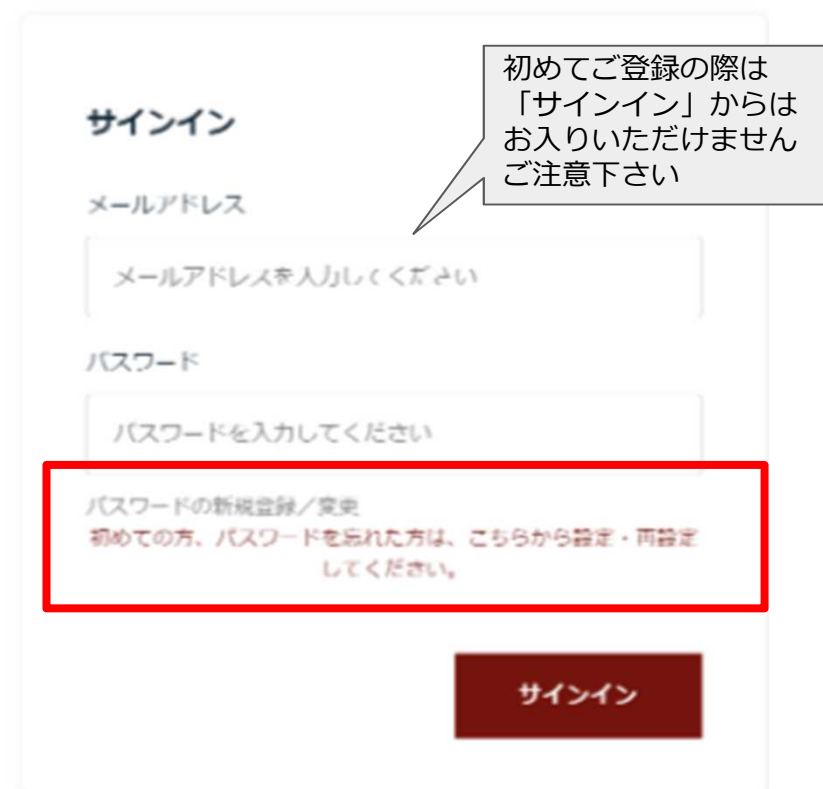 初めてご登録の際は
「サインイン」からは
お入りいただけません
ご注意下さい
サインイン
メールアドレス
メールアドレスを入力してください
パスワード
パスワードを入力してください
パスワードの新規登録／変更
初めての方、パスワードを忘れた方は、こちらから設定・再設定
してください。
サインイン